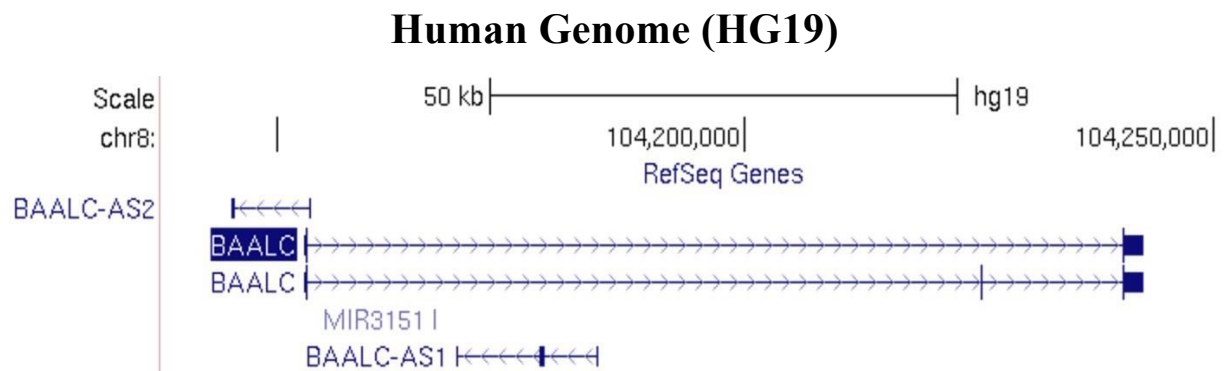 Human Genome (HG19)
Scale 50 kb hg19
chr8: 104,200,000 104,250,000
RefSeq Genes
BAALC-AS2
BAALC
BAALC
MIR3151
BAALC-AS1